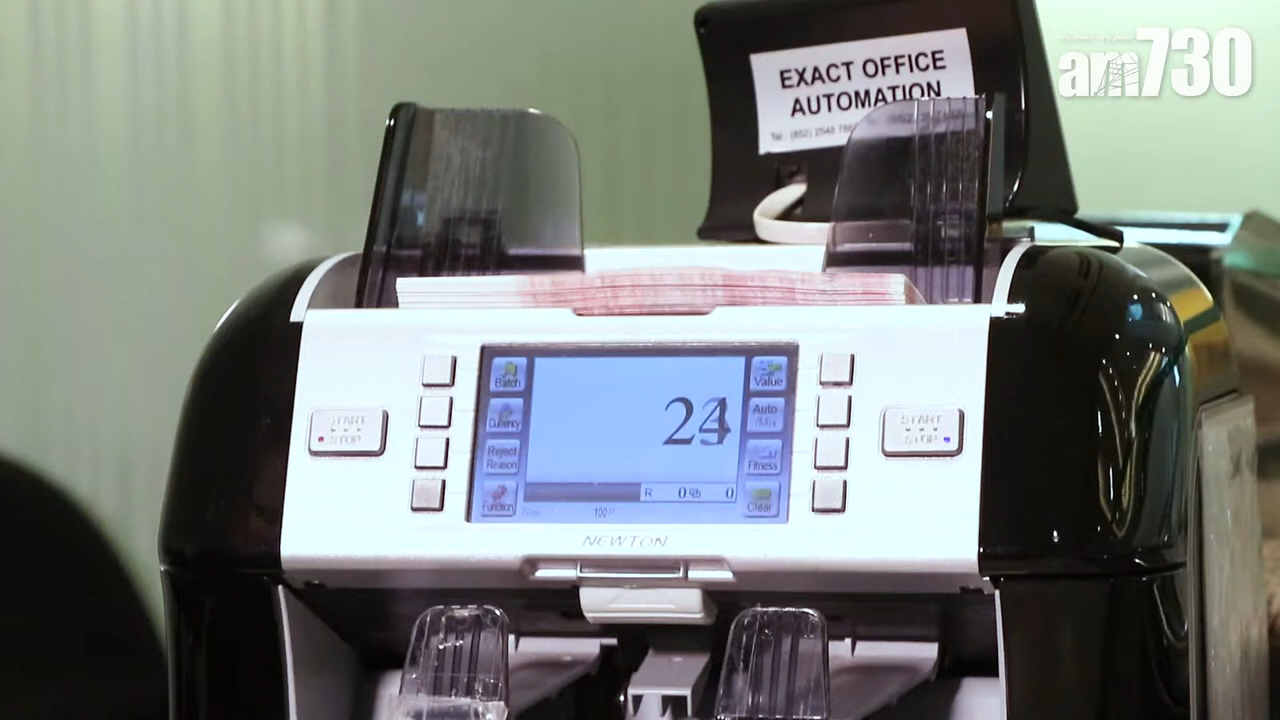 am730
EXACT OFFICE
AUTOMATION
Batch
Value
Currency
Auto
/Mix
Reject
Reason
Fitness
Function
Clear
R 0 0
100
START
STOP
START
STOP
NEWTON